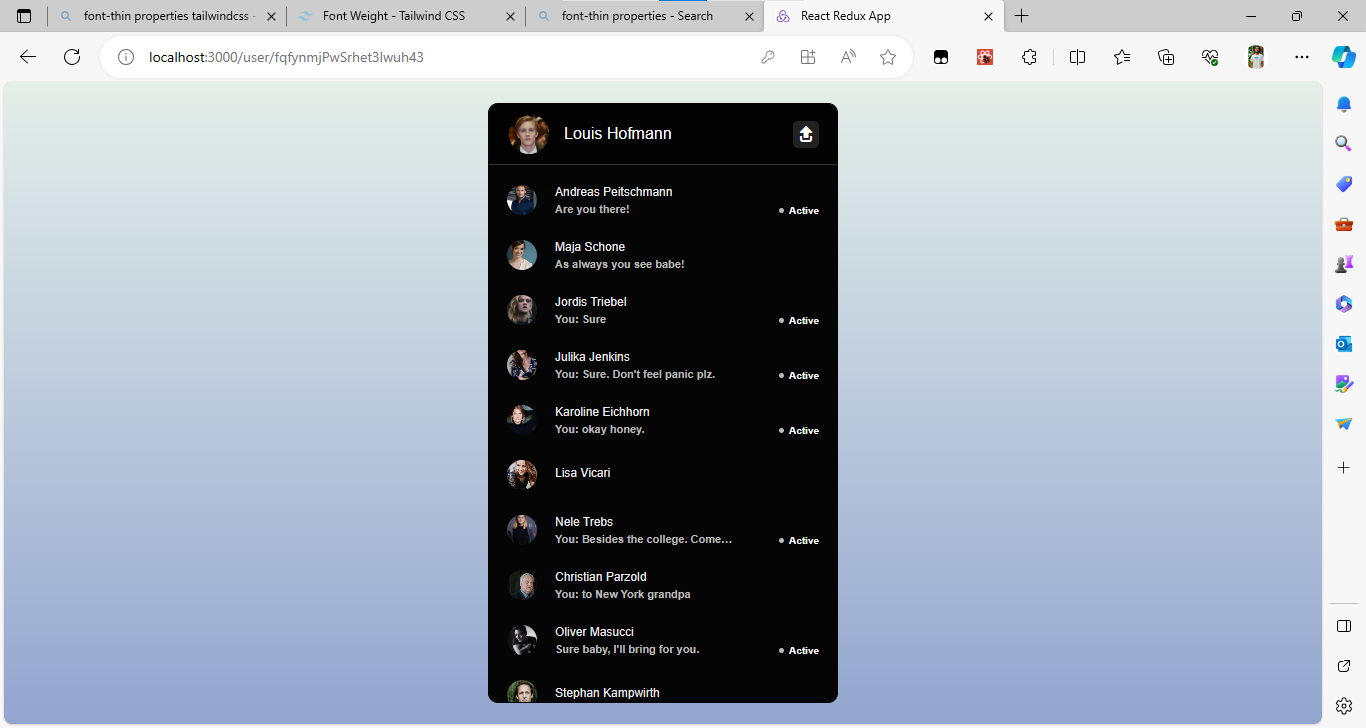 font-thin properties tailwindcss -
Font Weight - Tailwind CSS
font-thin properties - Search
React Redux App
localhost:3000/user/fqfynmjPwSrhet3Iwuh43
Louis Hofmann
Andreas Peitschmann
Are you there!
Active
Maja Schone
As always you see babe!
Jordis Triebel
You: Sure
Active
Julika Jenkins
You: Sure. Don't feel panic plz.
Active
Karoline Eichhorn
You: okay honey.
Active
Lisa Vicari
Nele Trebs
You: Besides the college. Come...
Active
Christian Parzold
You: to New York grandpa
Oliver Masucci
Sure baby, I'll bring for you.
Active
Stephan Kampwirth